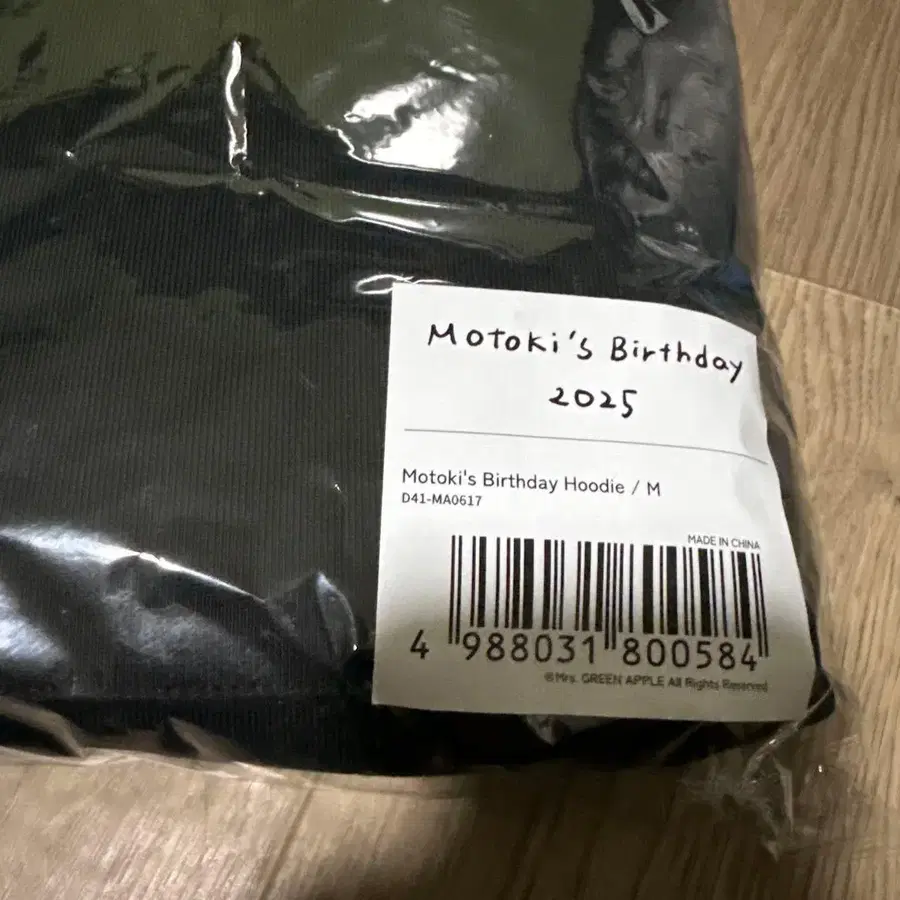 Motoki's Birthday
2025
Motoki's Birthday Hoodie / M
D41-MA0617
MADE IN CHINA
4 988031 800584
©Mrs. GREEN APPLE All Rights Reserved